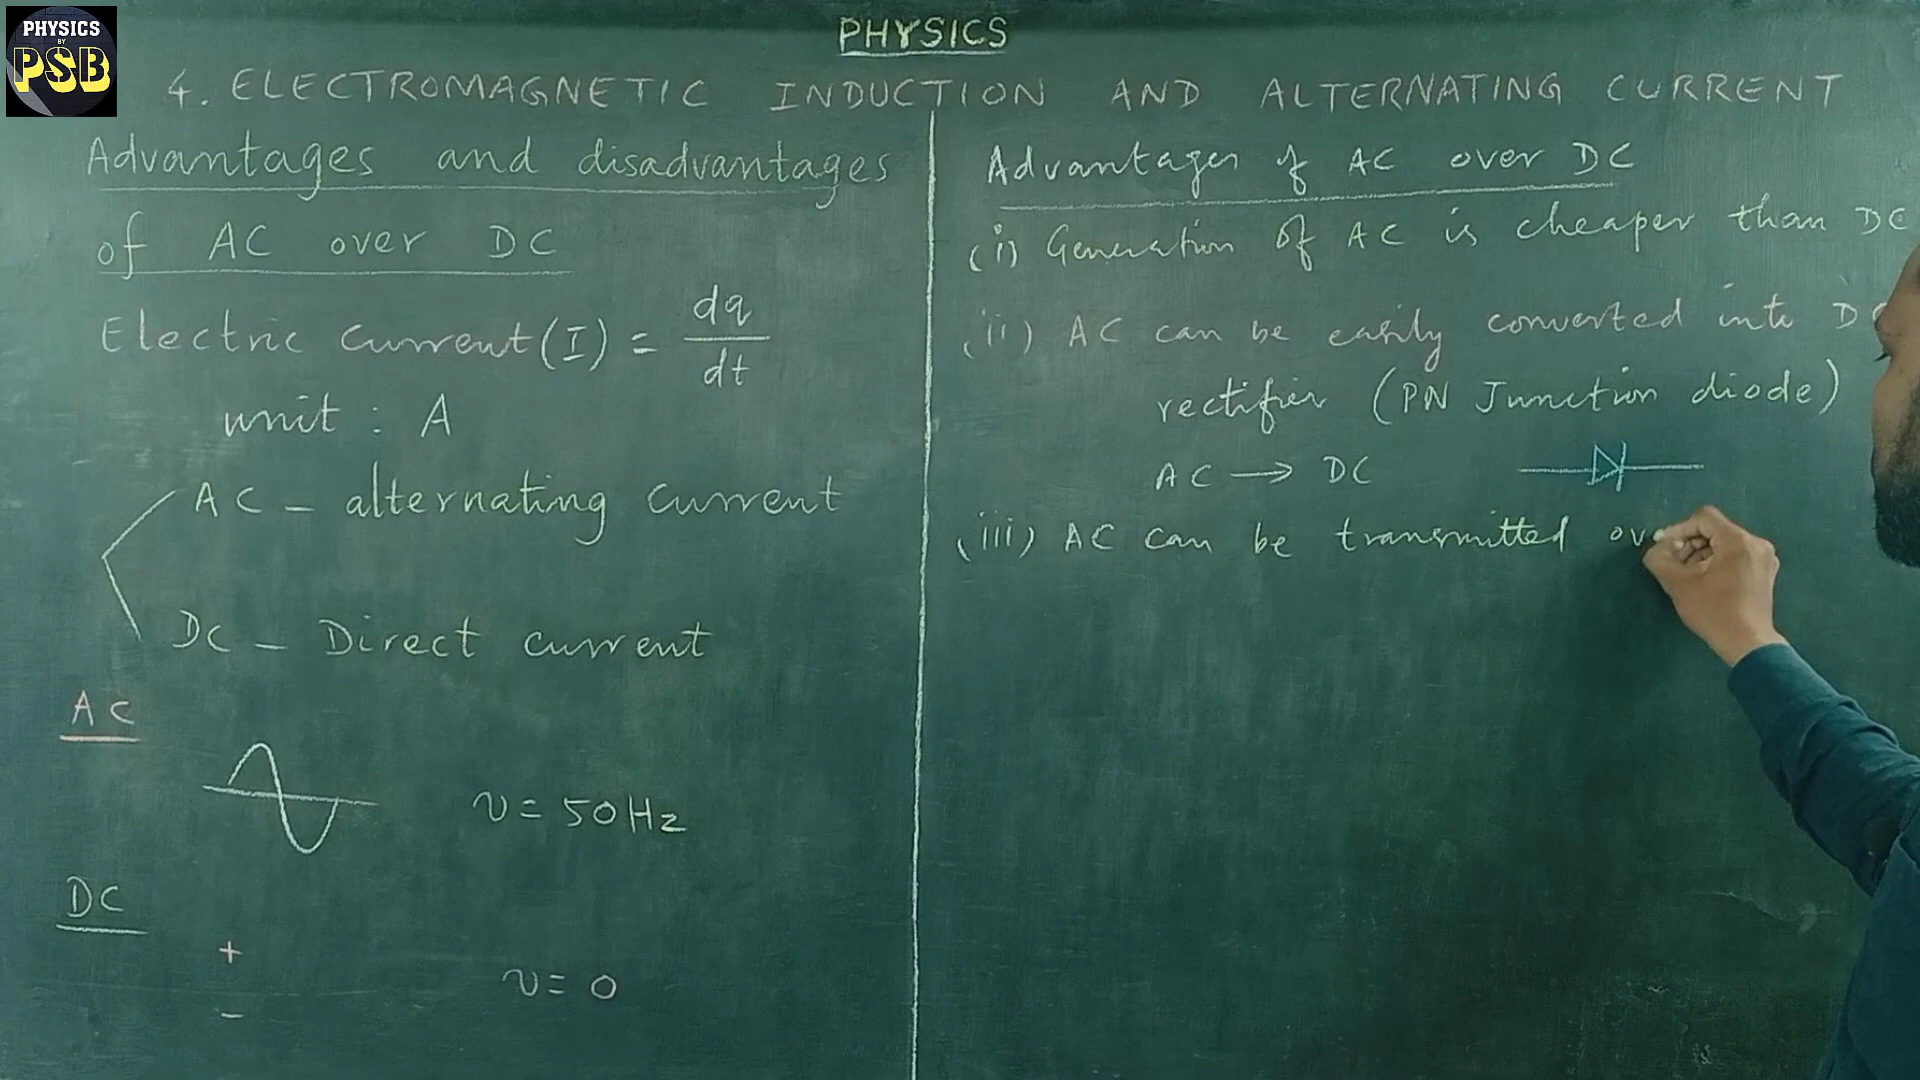 PHYSICS
BY
PSB
PHYSICS
4. ELECTROMAGNETIC INDUCTION AND ALTERNATING CURRENT
Advantages and disadvantages
of AC over DC
Electric current (I) = dq
dt
unit : A
AC - alternating current
DC - Direct current
AC
ν = 50 Hz
DC
+
-
ν = 0
Advantages of AC over DC
(i) Generation of AC is cheaper than DC
(ii) AC can be easily converted into DC
rectifier (PN Junction diode)
AC → DC
(iii) AC can be transmitted